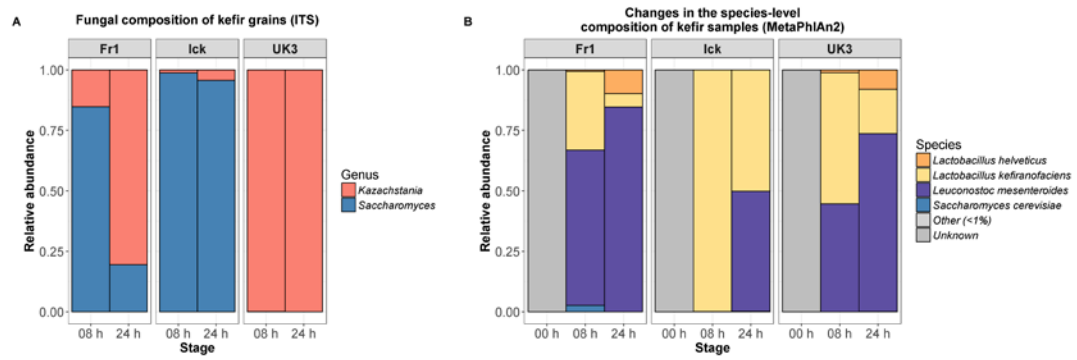 A
Fungal composition of kefir grains (ITS)
Fr1
Ick
UK3
1.00
0.75
0.50
0.25
0.00
Relative abundance
08 h
24 h
08 h
24 h
08 h
24 h
Stage
Genus
Kazachstania
Saccharomyces
B
Changes in the species-level
composition of kefir samples (MetaPhlAn2)
Fr1
Ick
UK3
1.00
0.75
0.50
0.25
0.00
Relative abundance
00 h
08 h
24 h
00 h
08 h
24 h
00 h
08 h
24 h
Stage
Species
Lactobacillus helveticus
Lactobacillus kefiranofaciens
Leuconostoc mesenteroides
Saccharomyces cerevisiae
Other (<1%)
Unknown